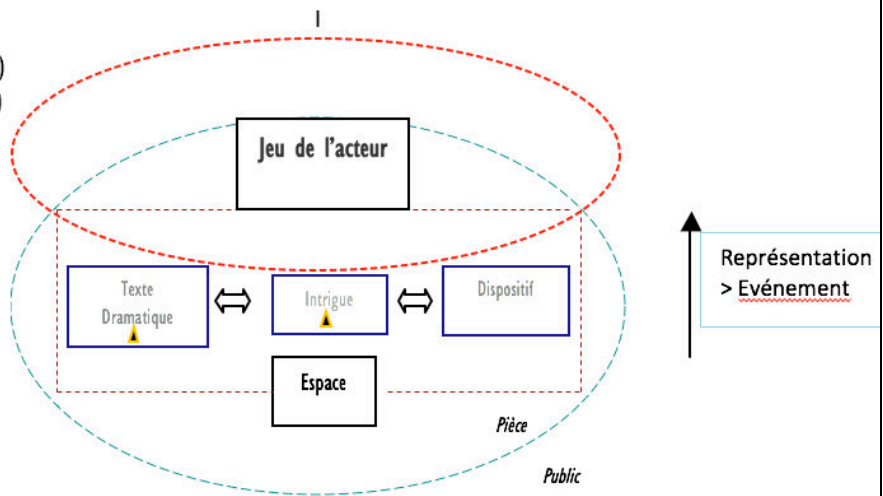 I
)
)
Jeu de l'acteur
Texte
Dramatique
Intrigue
Dispositif
Espace
Pièce
Public
Représentation
> Evénement